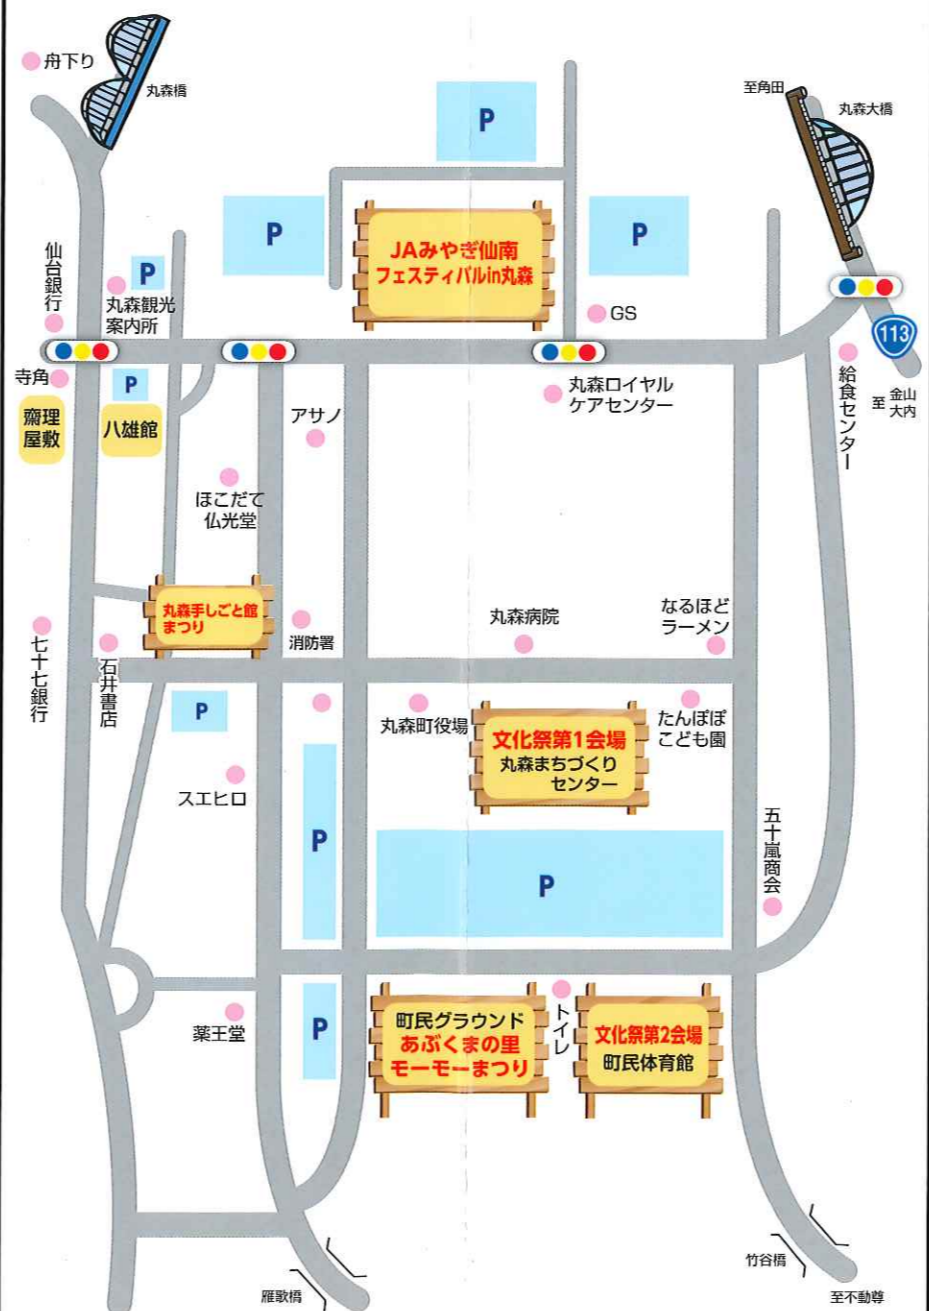 舟下り
丸森橋
至角田
丸森大橋
P
P
P
JAみやぎ仙南
フェスティバルin丸森
仙台銀行
P
丸森観光
案内所
GS
113
寺角
P
齋理
屋敷
八雄館
アサノ
丸森ロイヤル
ケアセンター
給食センター
至 金山
大内
ほこだて
仏光堂
丸森手しごと館
まつり
消防署
丸森病院
なるほど
ラーメン
七十七銀行
石井書店
P
丸森町役場
文化祭第1会場
丸森まちづくり
センター
たんぽぽ
こども園
スエヒロ
P
P
五十嵐商会
薬王堂
P
町民グラウンド
あぶくまの里
モーモーまつり
トイレ
文化祭第2会場
町民体育館
雁歌橋
竹谷橋
至不動尊